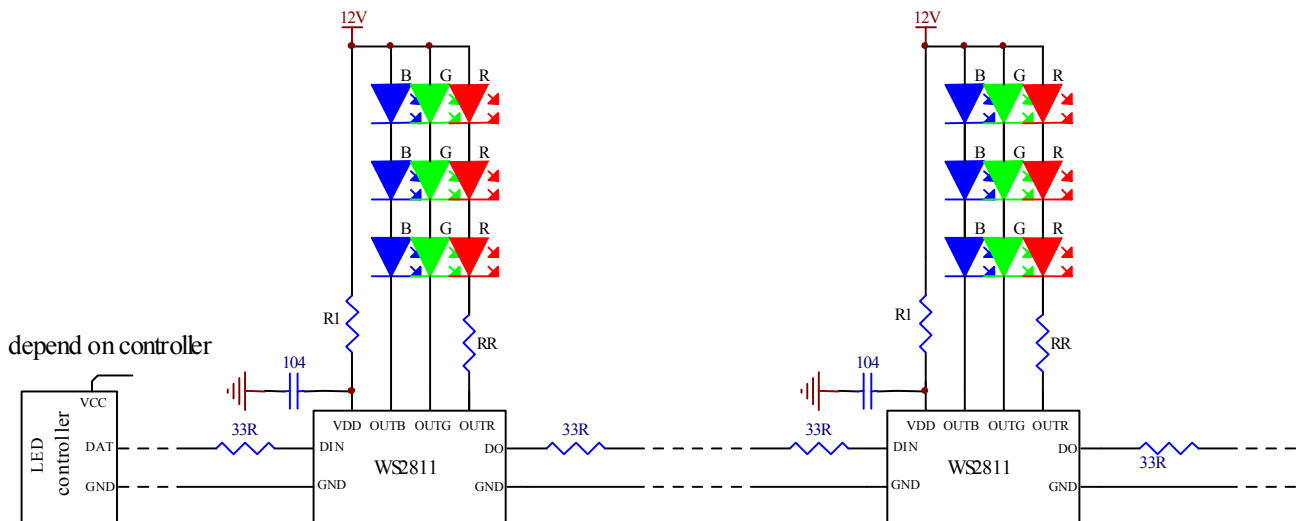 12V
12V
B G R
B G R
B G R
B G R
B G R
B G R
R1
RR
R1
RR
depend on controller
104
104
VCC
LED controller
DAT
GND
33R
VDD OUTB OUTG OUTR
DIN
DO
WS2811
GND
GND
33R
33R
VDD OUTB OUTG OUTR
DIN
DO
WS2811
GND
GND
33R